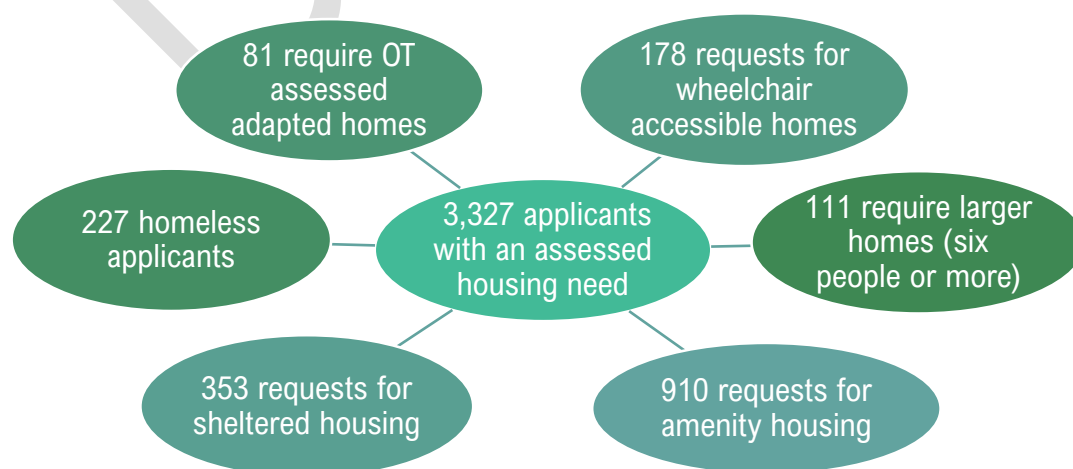 81 require OT
assessed
adapted homes
178 requests for
wheelchair
accessible homes
227 homeless
applicants
3,327 applicants
with an assessed
housing need
111 require larger
homes (six
people or more)
353 requests for
sheltered housing
910 requests for
amenity housing